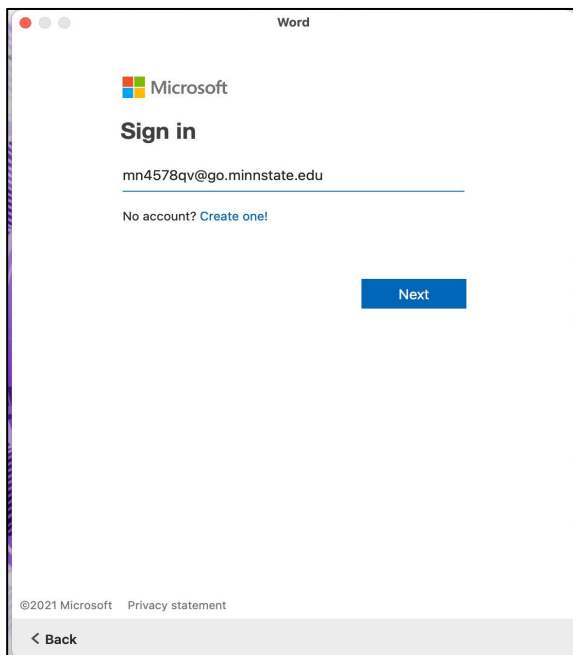 Word
Microsoft
Sign in
mn4578qv@go.minnstate.edu
No account? Create one!
Next
©2021 Microsoft Privacy statement
< Back